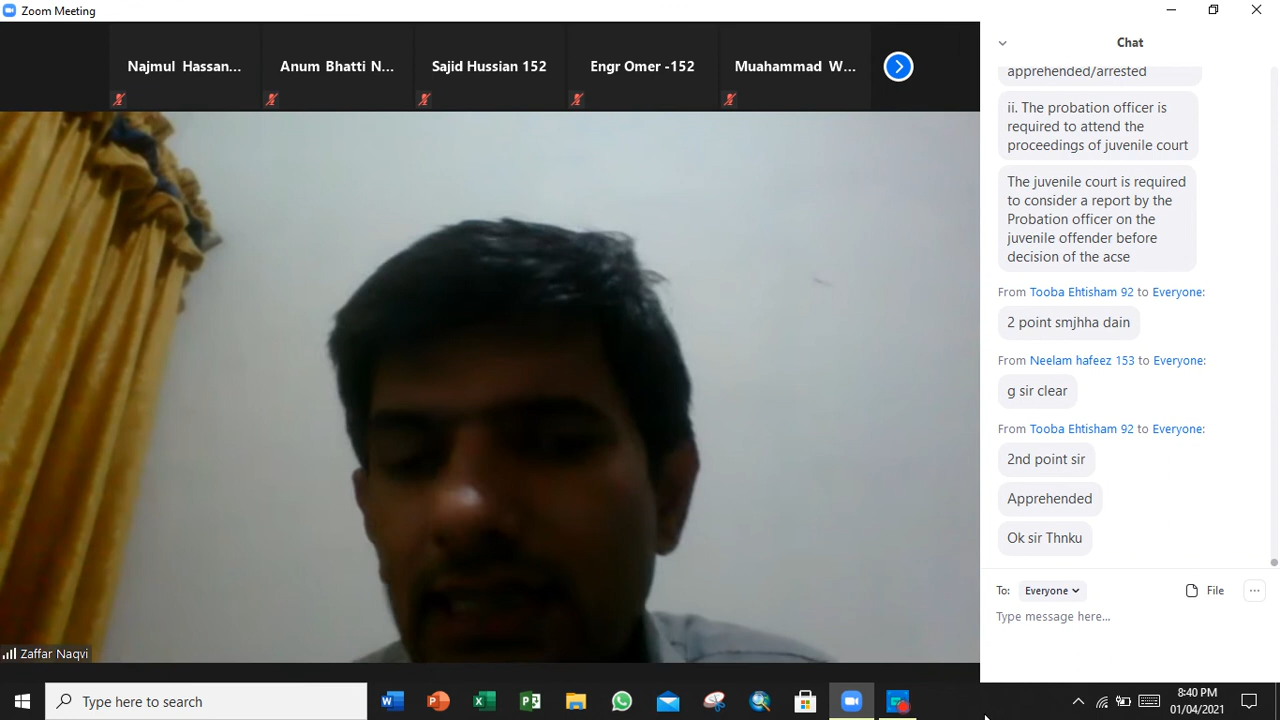 Zoom Meeting
Najmul Hassan...
Anum Bhatti N...
Sajid Hussian 152
Engr Omer -152
Muahammad W...
Chat
apprehended/arrested
ii. The probation officer is
required to attend the
proceedings of juvenile court
The juvenile court is required
to consider a report by the
Probation officer on the
juvenile offender before
decision of the acse
From Tooba Ehtisham 92 to Everyone:
2 point smjhha dain
From Neelam hafeez 153 to Everyone:
g sir clear
From Tooba Ehtisham 92 to Everyone:
2nd point sir
Apprehended
Ok sir Thnku
To: Everyone
File
Type message here...
Zaffar Naqvi
Type here to search
8:40 PM
01/04/2021